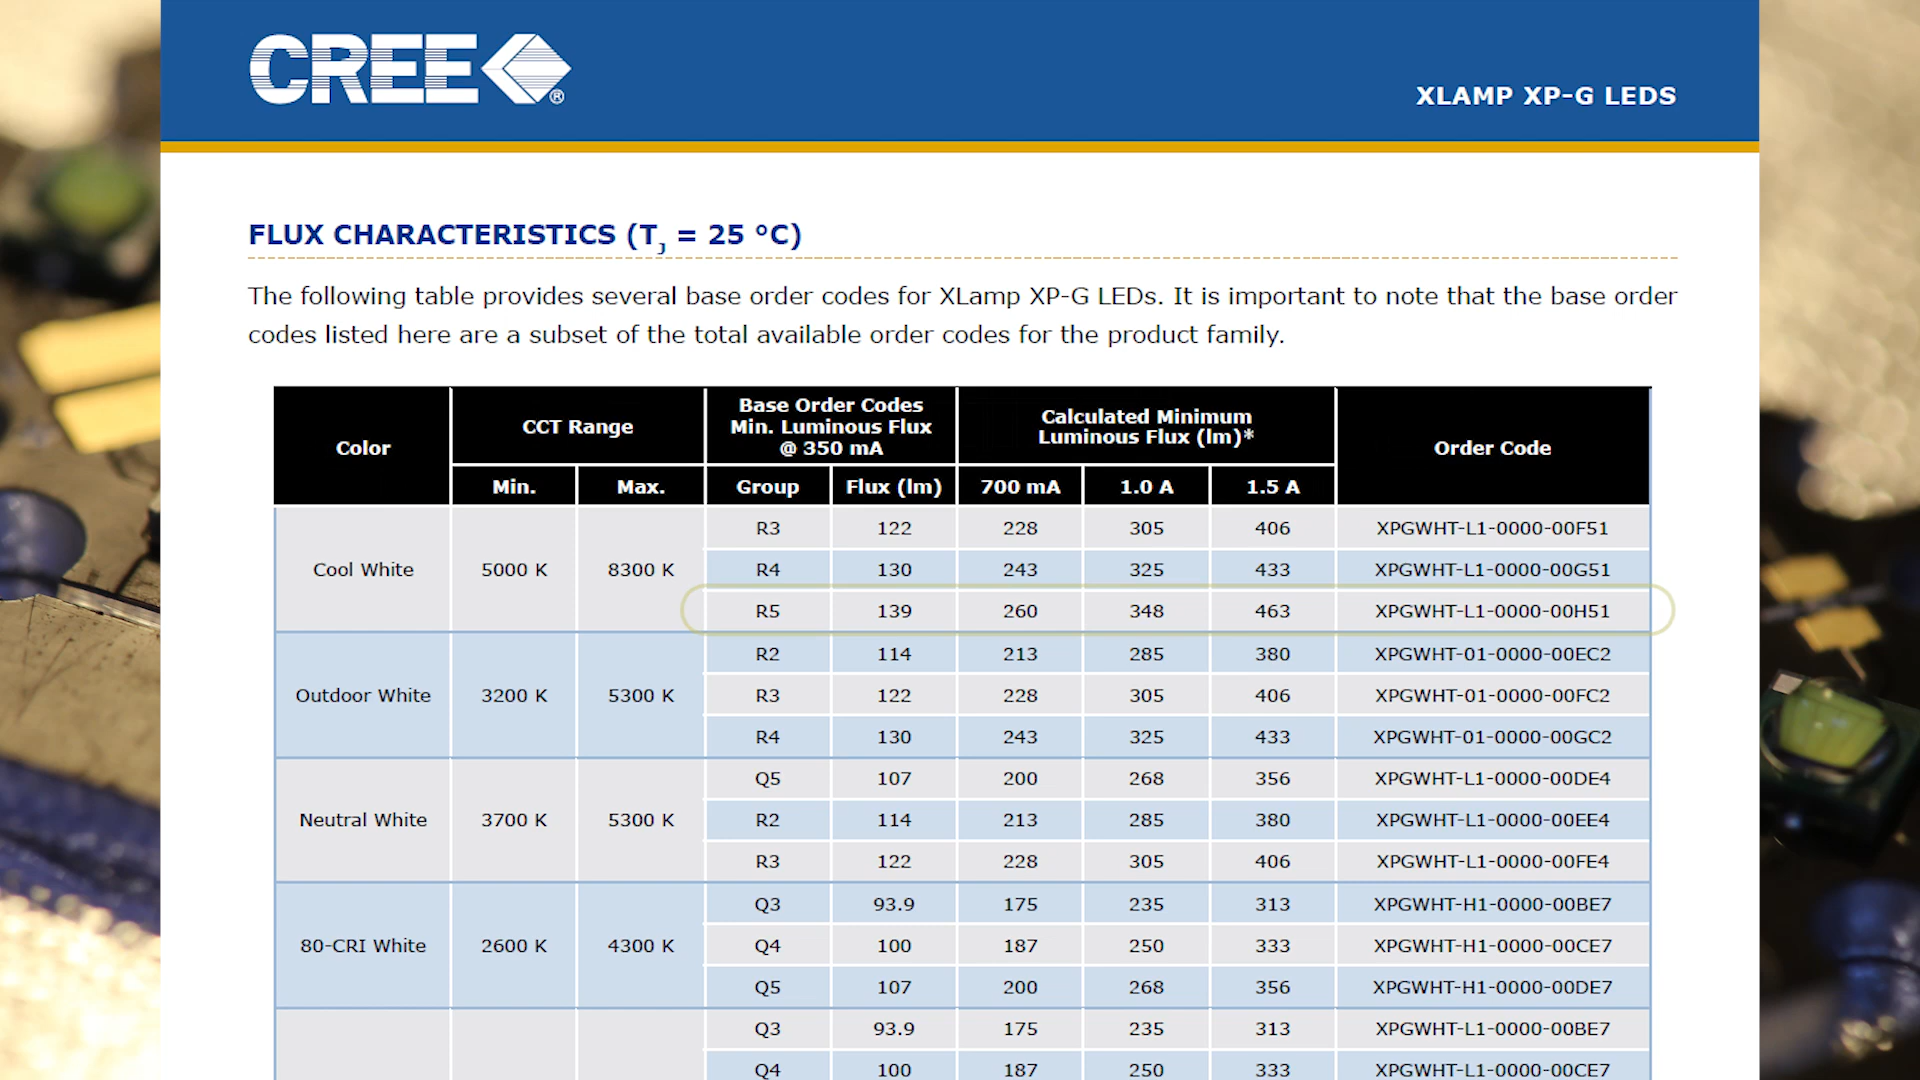 CREE®
XLAMP XP-G LEDS
FLUX CHARACTERISTICS (TJ = 25 °C)
The following table provides several base order codes for XLamp XP-G LEDs. It is important to note that the base order
codes listed here are a subset of the total available order codes for the product family.
Color
CCT Range
Base Order Codes
Min. Luminous Flux
@ 350 mA
Calculated Minimum
Luminous Flux (lm)*
Order Code
Min. Max. Group Flux (lm) 700 mA 1.0 A 1.5 A
R3 122 228 305 406 XPGWHT-L1-0000-00F51
Cool White 5000 K 8300 K R4 130 243 325 433 XPGWHT-L1-0000-00G51
R5 139 260 348 463 XPGWHT-L1-0000-00H51
R2 114 213 285 380 XPGWHT-01-0000-00EC2
Outdoor White 3200 K 5300 K R3 122 228 305 406 XPGWHT-01-0000-00FC2
R4 130 243 325 433 XPGWHT-01-0000-00GC2
Q5 107 200 268 356 XPGWHT-L1-0000-00DE4
Neutral White 3700 K 5300 K R2 114 213 285 380 XPGWHT-L1-0000-00EE4
R3 122 228 305 406 XPGWHT-L1-0000-00FE4
Q3 93.9 175 235 313 XPGWHT-H1-0000-00BE7
80-CRI White 2600 K 4300 K Q4 100 187 250 333 XPGWHT-H1-0000-00CE7
Q5 107 200 268 356 XPGWHT-H1-0000-00DE7
Q3 93.9 175 235 313 XPGWHT-L1-0000-00BE7
Q4 100 187 250 333 XPGWHT-L1-0000-00CE7